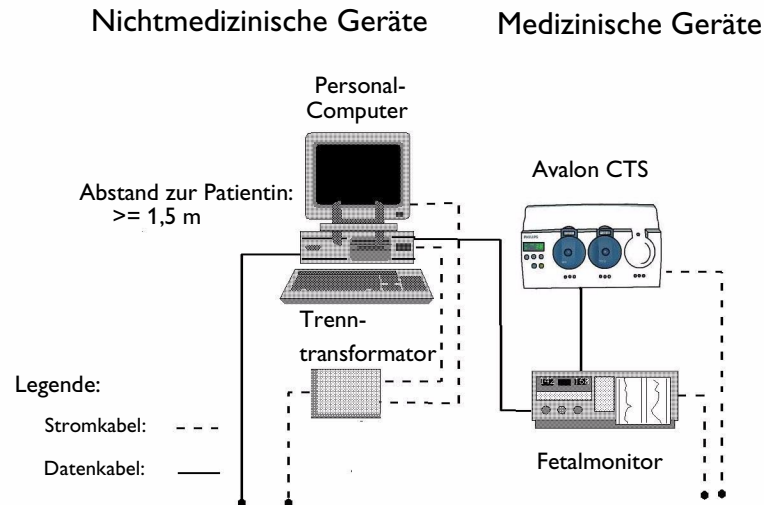 Nichtmedizinische Geräte
Medizinische Geräte
Personal-
Computer
Abstand zur Patientin:
>= 1,5 m
Avalon CTS
Trenn-
transformator
Legende:
Stromkabel:
Datenkabel:
Fetalmonitor